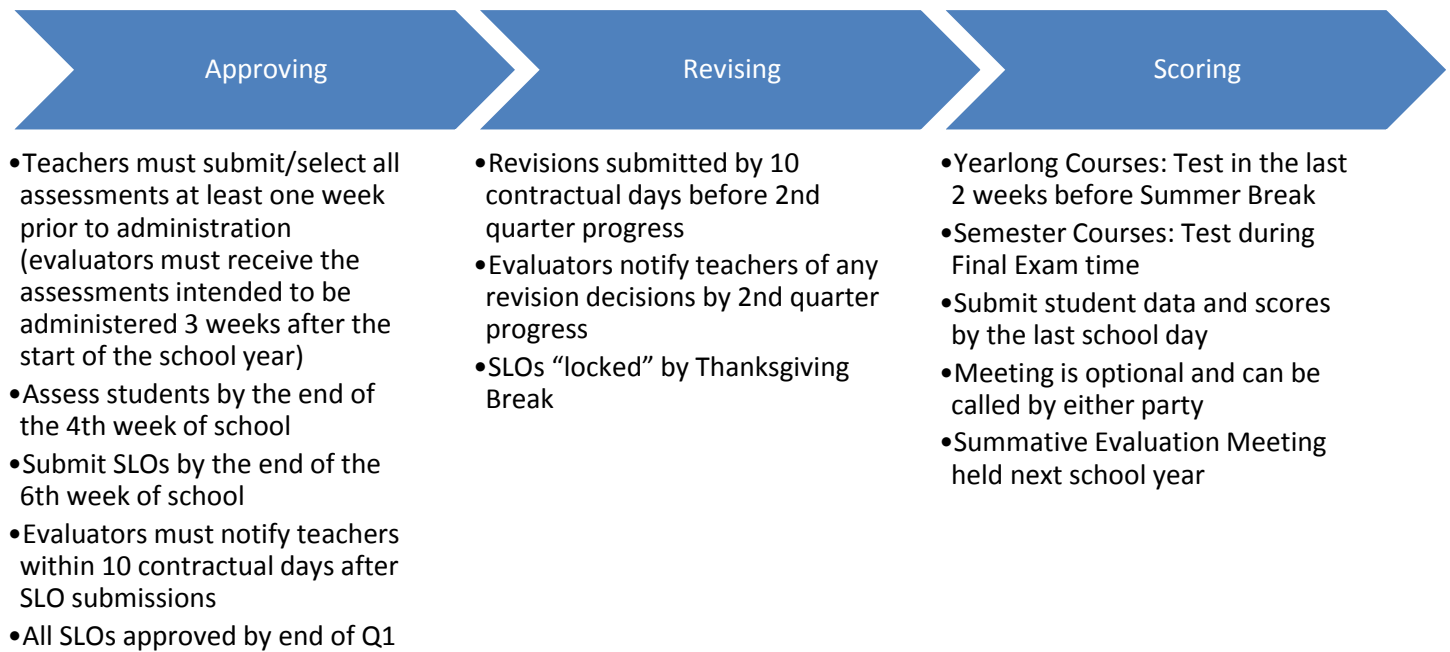 Approving
•Teachers must submit/select all
assessments at least one week
prior to administration
(evaluators must receive the
assessments intended to be
administered 3 weeks after the
start of the school year)
•Assess students by the end of
the 4th week of school
•Submit SLOs by the end of the
6th week of school
•Evaluators must notify teachers
within 10 contractual days after
SLO submissions
•All SLOs approved by end of Q1
Revising
•Revisions submitted by 10
contractual days before 2nd
quarter progress
•Evaluators notify teachers of any
revision decisions by 2nd quarter
progress
•SLOs “locked” by Thanksgiving
Break
Scoring
•Yearlong Courses: Test in the last
2 weeks before Summer Break
•Semester Courses: Test during
Final Exam time
•Submit student data and scores
by the last school day
•Meeting is optional and can be
called by either party
•Summative Evaluation Meeting
held next school year